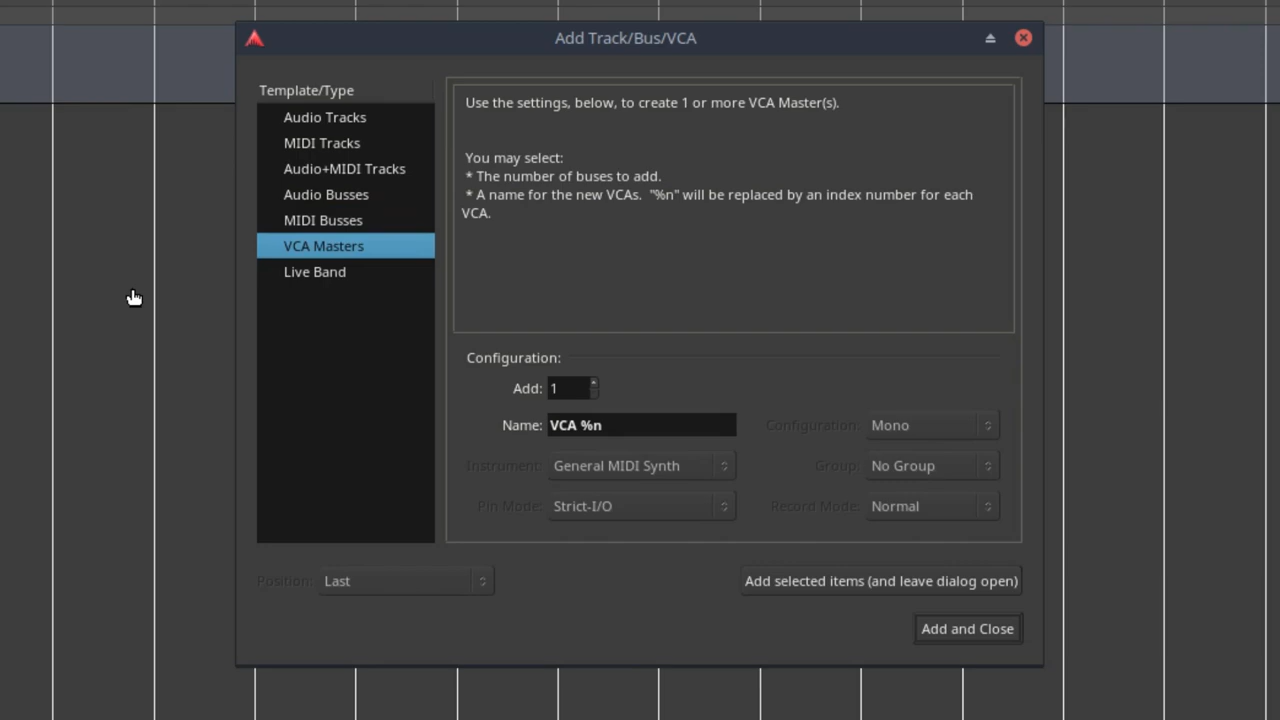 Add Track/Bus/VCA
Template/Type
Audio Tracks
MIDI Tracks
Audio+MIDI Tracks
Audio Busses
MIDI Busses
VCA Masters
Live Band
Use the settings, below, to create 1 or more VCA Master(s).
You may select:
* The number of buses to add.
* A name for the new VCAs.  "%n" will be replaced by an index number for each
VCA.
Configuration:
Add: 1
Name: VCA %n
Configuration: Mono
Instrument: General MIDI Synth
Group: No Group
Pin Mode: Strict-I/O
Record Mode: Normal
Position: Last
Add selected items (and leave dialog open)
Add and Close